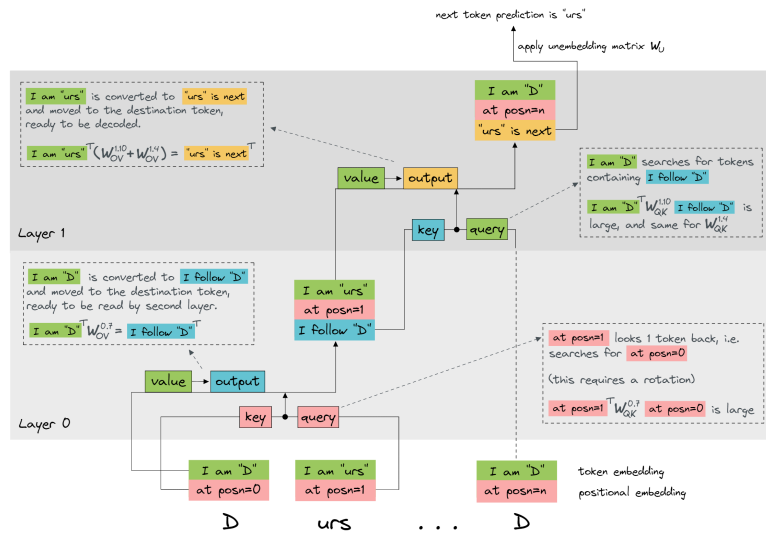 next token prediction is "urs"
apply unembedding matrix W_U
I am "D"
at posn=n
"urs" is next
I am "urs" is converted to "urs" is next
and moved to the destination token,
ready to be decoded.
I am "urs"ᵀ(W_OV^1.10 + W_OV^1.4) = "urs" is nextᵀ
value
output
I am "D" searches for tokens
containing I follow "D"
I am "D"ᵀ W_QK^1.10 I follow "D" is
large, and same for W_QK^1.4
key
query
Layer 1
I am "D" is converted to I follow "D"
and moved to the destination token,
ready to be read by second layer.
I am "D"ᵀ W_OV^0.7 = I follow "D"ᵀ
I am "urs"
at posn=1
I follow "D"
at posn=1 looks 1 token back, i.e.
searches for at posn=0
(this requires a rotation)
at posn=1ᵀ W_QK^0.7 at posn=0 is large
value
output
key
query
Layer 0
I am "D"
at posn=0
I am "urs"
at posn=1
I am "D"
at posn=n
token embedding
positional embedding
D urs . . . D